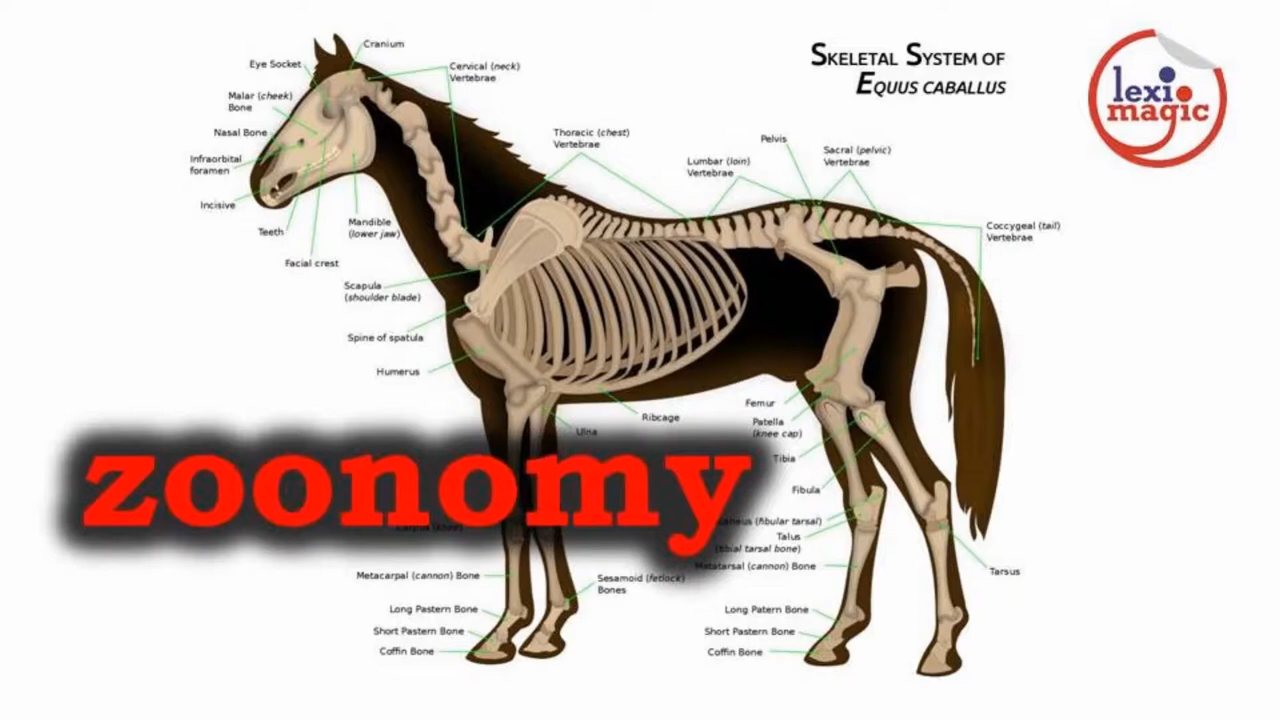 SKELETAL SYSTEM OF
EQUUS CABALLUS
lexi
magic
Cranium
Eye Socket
Cervical (neck)
Vertebrae
Malar (cheek)
Bone
Nasal Bone
Infraorbital
foramen
Incisive
Teeth
Facial crest
Mandible
(lower jaw)
Thoracic (chest)
Vertebrae
Lumbar (loin)
Vertebrae
Pelvis
Sacral (pelvic)
Vertebrae
Coccygeal (tail)
Vertebrae
Scapula
(shoulder blade)
Spine of spatula
Humerus
Ribcage
Ulna
Femur
Patella
(knee cap)
Tibia
Fibula
zoonomy
(fibular tarsal)
Talus
(tibial tarsal bone)
Metatarsal (cannon) Bone
Tarsus
Metacarpal (cannon) Bone
Sesamoid (fetlock)
Bones
Long Pastern Bone
Short Pastern Bone
Coffin Bone
Long Patern Bone
Short Pastern Bone
Coffin Bone